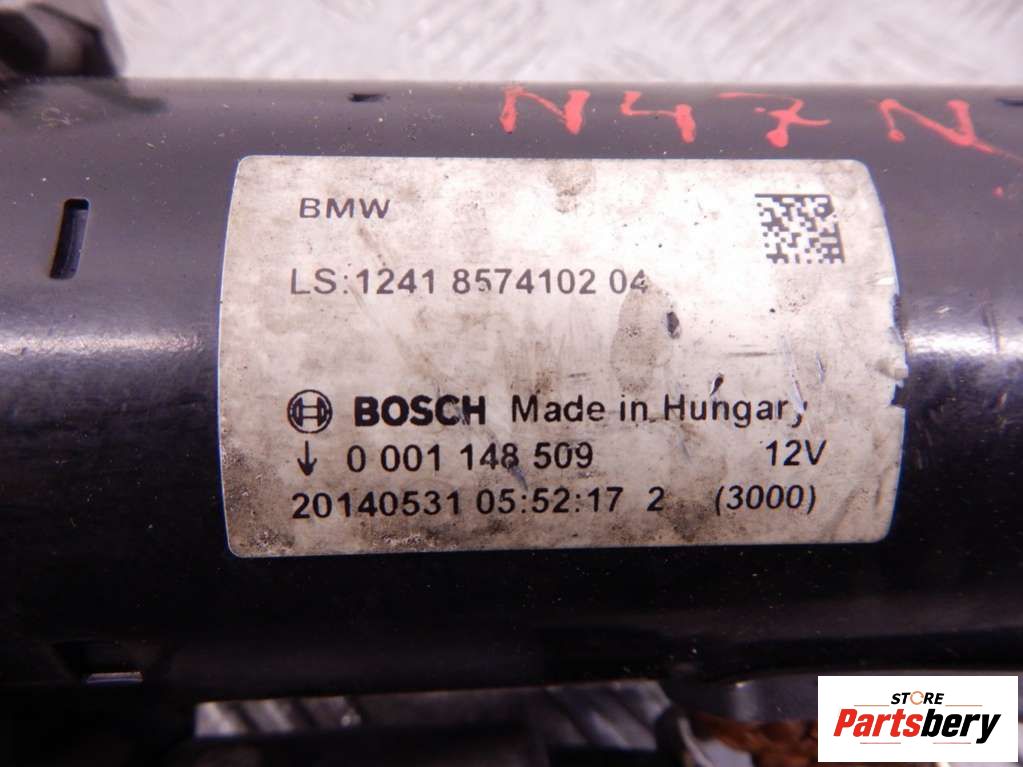 N47N
BMW
LS:1241 8574102 04
BOSCH Made in Hungary
↓ 0 001 148 509 12V
20140531 05:52:17 2 (3000)
STORE
Partsbery